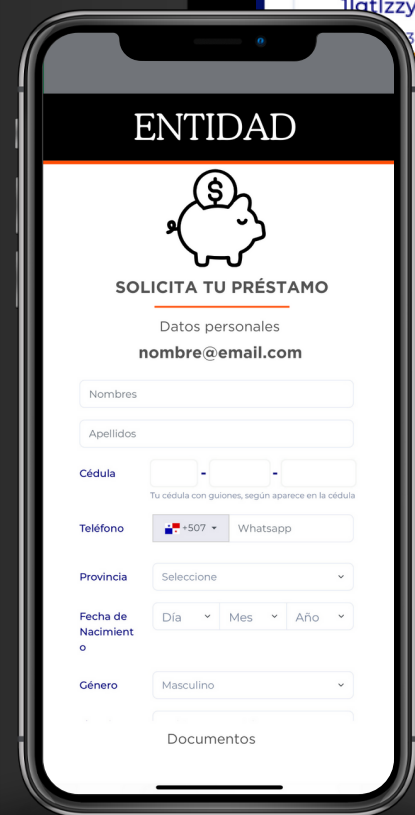 ENTIDAD
$
SOLICITA TU PRÉSTAMO
Datos personales
nombre@email.com
Nombres
Apellidos
Cédula - -
Tu cédula con guiones, según aparece en la cédula
Teléfono +507 Whatsapp
Provincia Seleccione
Fecha de Día Mes Año
Nacimient
o
Género Masculino
Documentos